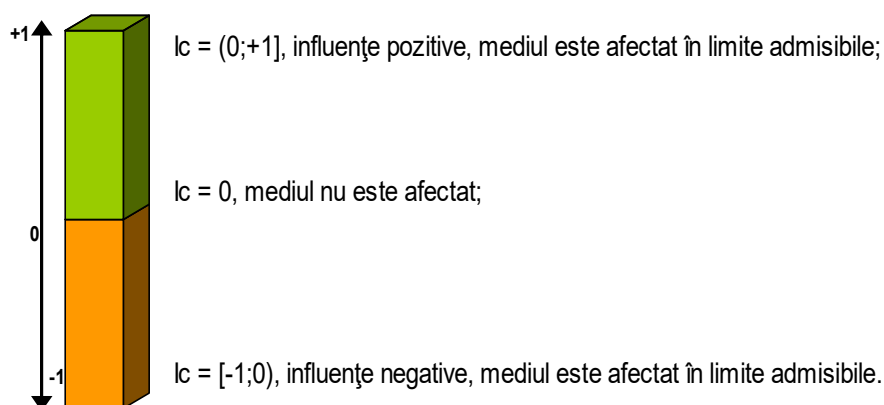 +1
Ic = (0;+1], influenţe pozitive, mediul este afectat în limite admisibile;
Ic = 0, mediul nu este afectat;
0
-1
Ic = [-1;0), influenţe negative, mediul este afectat în limite admisibile.